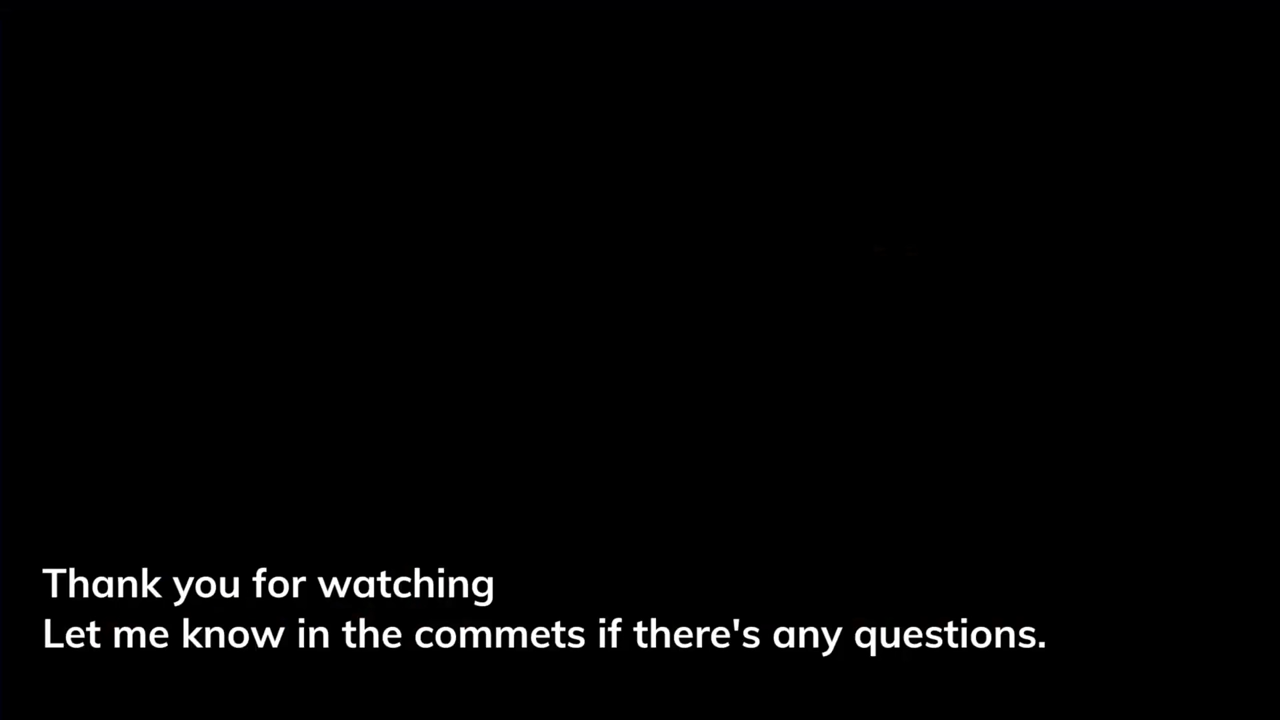 Thank you for watching
Let me know in the commets if there's any questions.